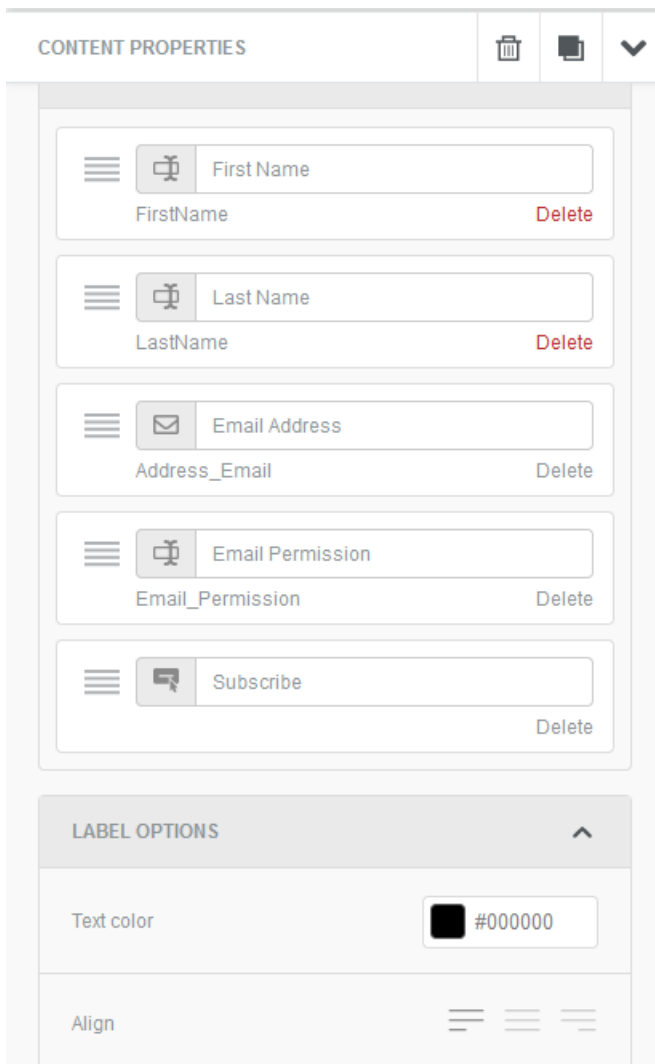 CONTENT PROPERTIES
First Name
FirstName Delete
Last Name
LastName Delete
Email Address
Address_Email Delete
Email Permission
Email_Permission Delete
Subscribe
Delete
LABEL OPTIONS
Text color #000000
Align